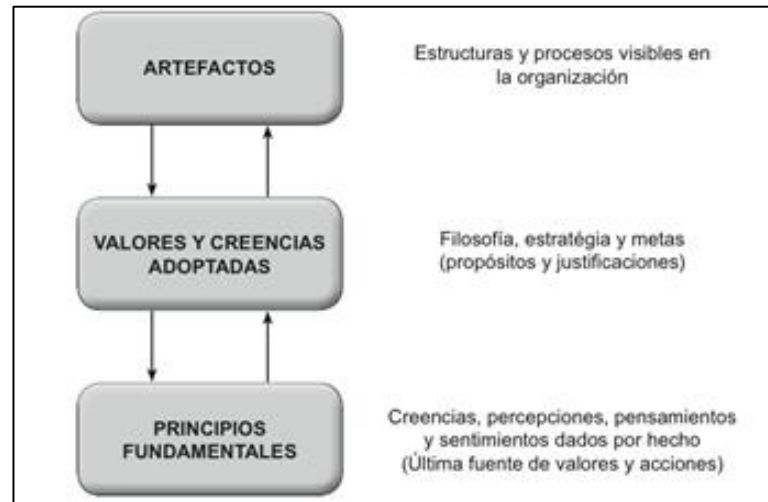 ARTEFACTOS
Estructuras y procesos visibles en
la organización
VALORES Y CREENCIAS
ADOPTADAS
Filosofía, estratégia y metas
(propósitos y justificaciones)
PRINCIPIOS
FUNDAMENTALES
Creencias, percepciones, pensamientos
y sentimientos dados por hecho
(Última fuente de valores y acciones)